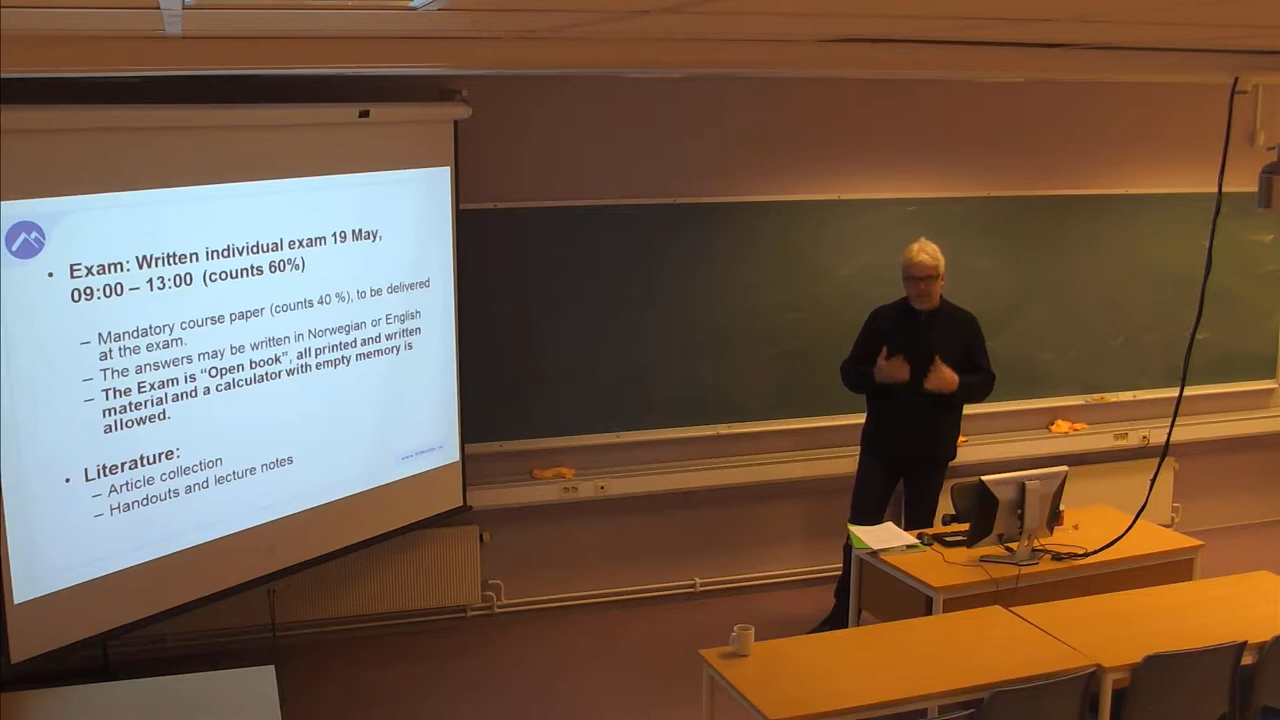 • Exam: Written individual exam 19 May,
09:00 – 13:00 (counts 60%)
– Mandatory course paper (counts 40 %), to be delivered
at the exam.
– The answers may be written in Norwegian or English
– The Exam is “Open book”, all printed and written
material and a calculator with empty memory is
allowed.
• Literature:
– Article collection
– Handouts and lecture notes